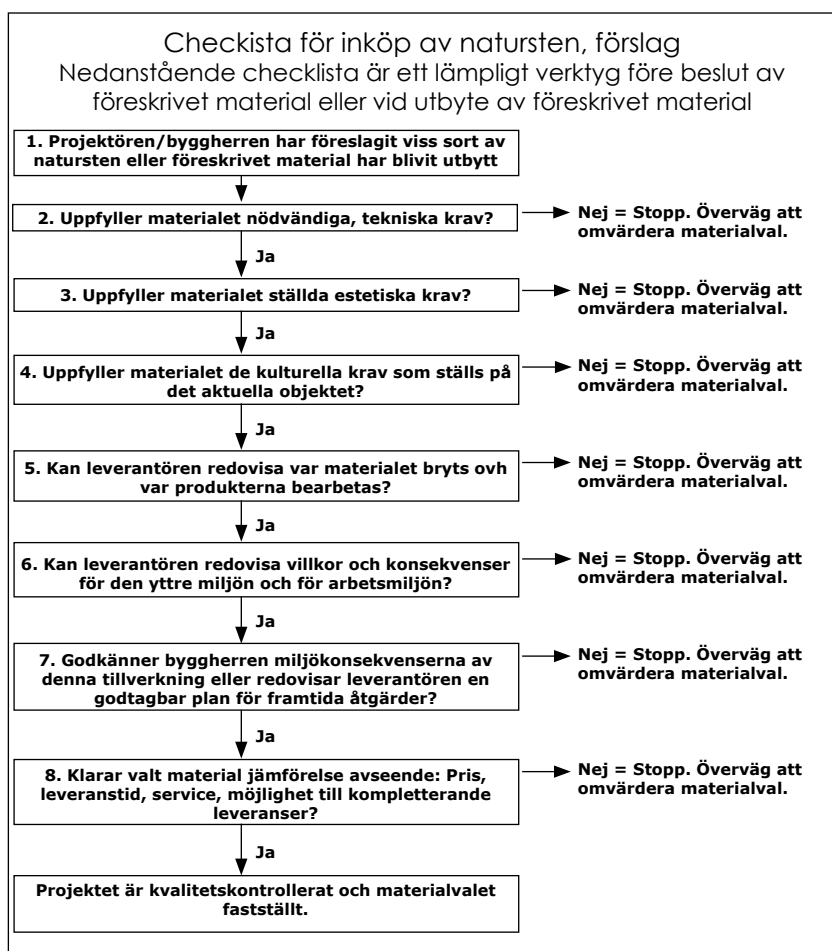 Checkista för inköp av natursten, förslag
Nedanstående checklista är ett lämpligt verktyg före beslut av
föreskrivet material eller vid utbyte av föreskrivet material
1. Projektören/byggherren har föreslagit viss sort av
natursten eller föreskrivet material har blivit utbytt
2. Uppfyller materialet nödvändiga, tekniska krav?
Nej = Stopp. Överväg att
omvärdera materialval.
Ja
3. Uppfyller materialet ställda estetiska krav?
Nej = Stopp. Överväg att
omvärdera materialval.
Ja
4. Uppfyller materialet de kulturella krav som ställs på
det aktuella objektet?
Nej = Stopp. Överväg att
omvärdera materialval.
Ja
5. Kan leverantören redovisa var materialet bryts ovh
var produkterna bearbetas?
Nej = Stopp. Överväg att
omvärdera materialval.
Ja
6. Kan leverantören redovisa villkor och konsekvenser
för den yttre miljön och för arbetsmiljön?
Nej = Stopp. Överväg att
omvärdera materialval.
Ja
7. Godkänner byggherren miljökonsekvenserna av
denna tillverkning eller redovisar leverantören en
godtagbar plan för framtida åtgärder?
Nej = Stopp. Överväg att
omvärdera materialval.
Ja
8. Klarar valt material jämförelse avseende: Pris,
leveranstid, service, möjlighet till kompletterande
leveranser?
Nej = Stopp. Överväg att
omvärdera materialval.
Ja
Projektet är kvalitetskontrollerat och materialvalet
fastställt.